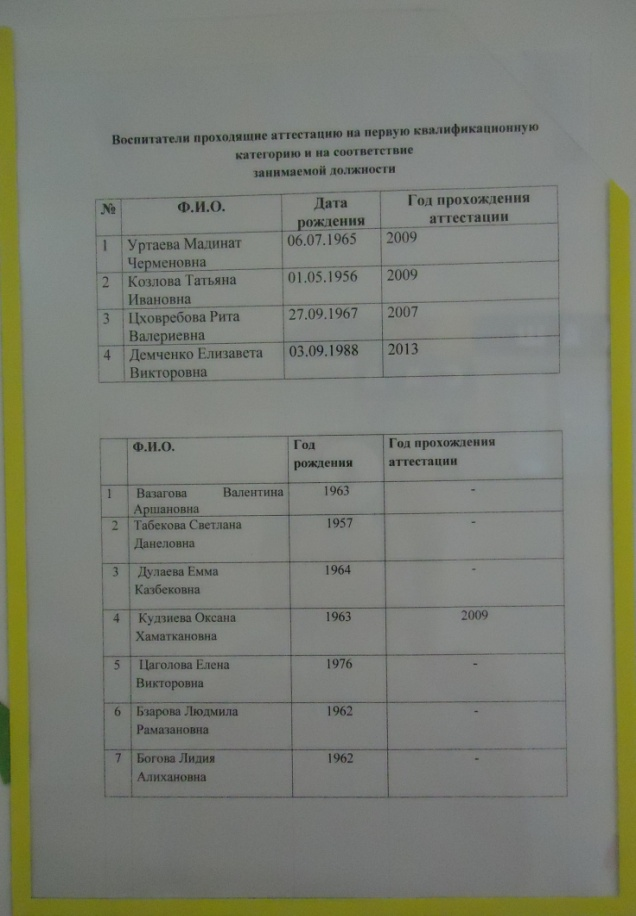 Воспитатели проходящие аттестацию на первую квалификационную
категорию и на соответствие
занимаемой должности
№ Ф.И.О. Дата рождения Год прохождения аттестации
1 Уртаева Мадинат 06.07.1965 2009
Черменовна
2 Козлова Татьяна 01.05.1956 2009
Ивановна
3 Цховребова Рита 27.09.1967 2007
Валериевна
4 Демченко Елизавета 03.09.1988 2013
Викторовна
Ф.И.О. Год Год прохождения
рождения аттестации
1 Вазагова Валентина 1963 -
Аршановна
2 Табекова Светлана 1957 -
Данеловна
3 Дулаева Емма 1964 -
Казбековна
4 Кудзиева Оксана 1963 2009
Хаматкановна
5 Цаголова Елена 1976 -
Викторовна
6 Бзарова Людмила 1962 -
Рамазановна
7 Богова Лидия 1962 -
Алихановна